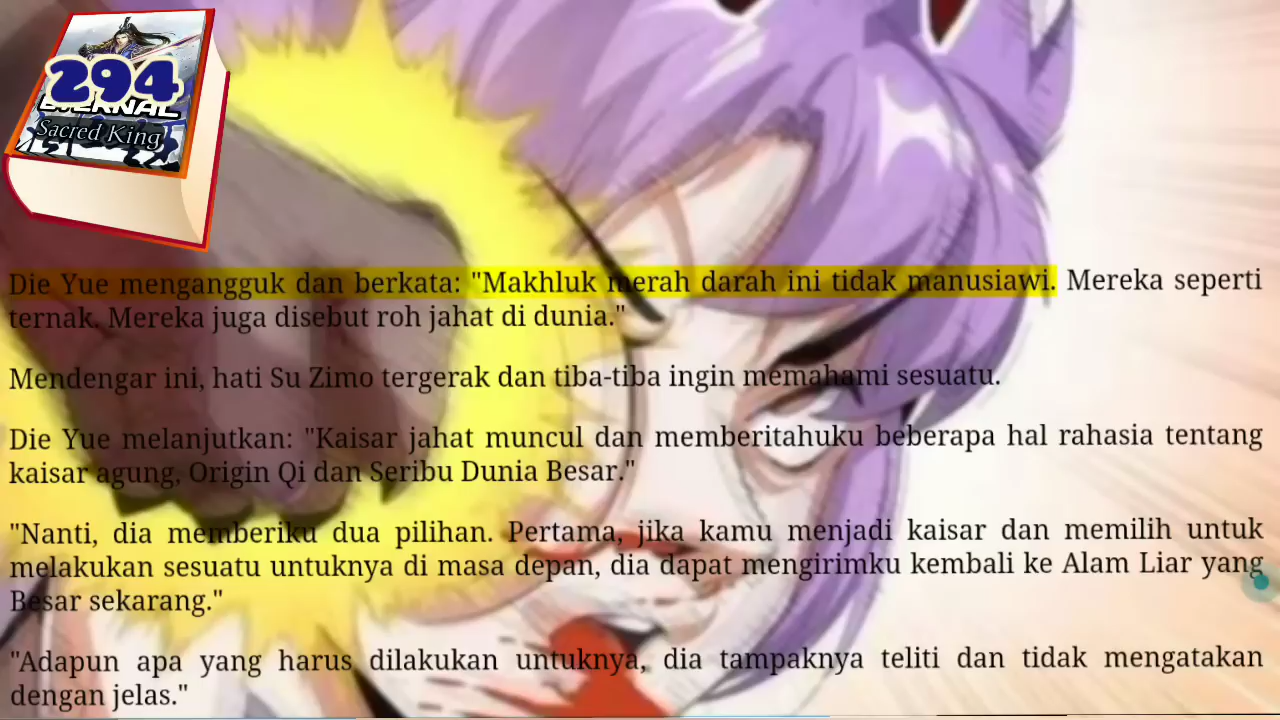 294
ETERNAL
Sacred King
Die Yue mengangguk dan berkata: "Makhluk merah darah ini tidak manusiawi. Mereka seperti
ternak. Mereka juga disebut roh jahat di dunia."
Mendengar ini, hati Su Zimo tergerak dan tiba-tiba ingin memahami sesuatu.
Die Yue melanjutkan: "Kaisar jahat muncul dan memberitahuku beberapa hal rahasia tentang
kaisar agung, Origin Qi dan Seribu Dunia Besar."
"Nanti, dia memberiku dua pilihan. Pertama, jika kamu menjadi kaisar dan memilih untuk
melakukan sesuatu untuknya di masa depan, dia dapat mengirimku kembali ke Alam Liar yang
Besar sekarang."
"Adapun apa yang harus dilakukan untuknya, dia tampaknya teliti dan tidak mengatakan
dengan jelas."